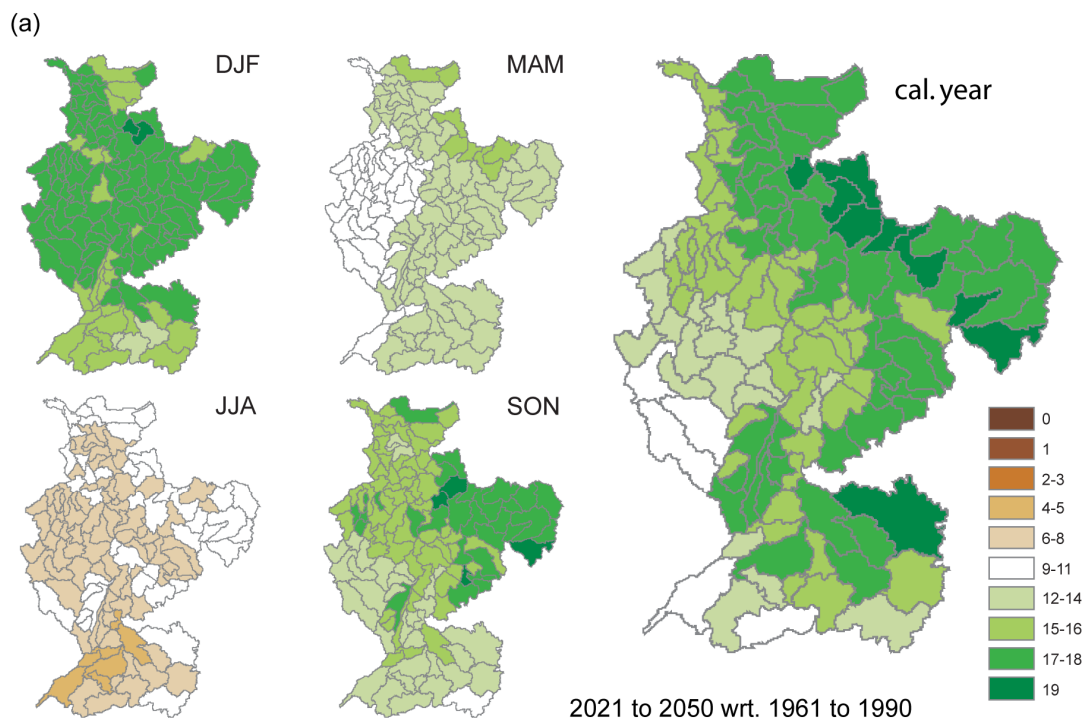 (a)
DJF
MAM
cal. year
JJA
SON
0
1
2-3
4-5
6-8
9-11
12-14
15-16
17-18
19
2021 to 2050 wrt. 1961 to 1990